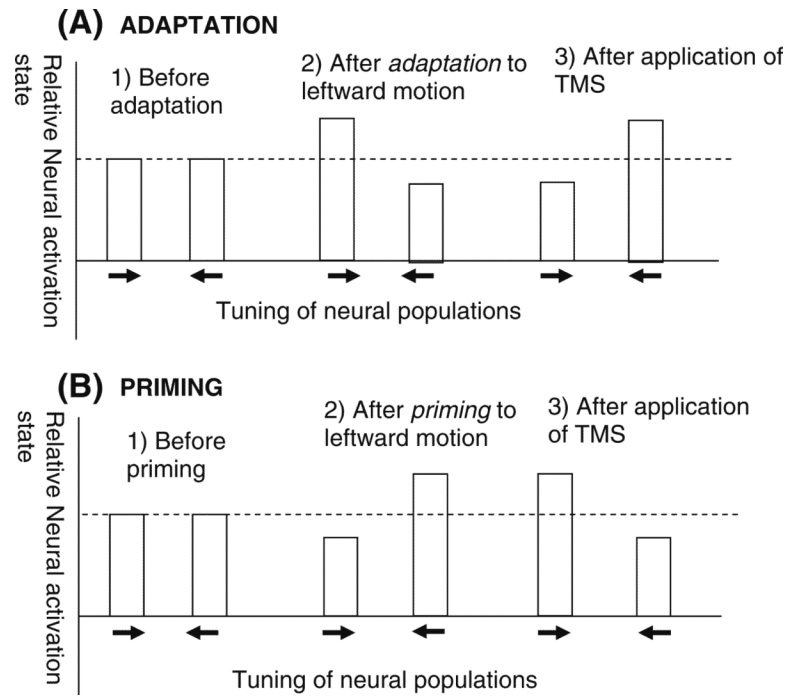 (A) ADAPTATION
Relative Neural activation
state
1) Before
adaptation
2) After adaptation to
leftward motion
3) After application of
TMS
Tuning of neural populations
(B) PRIMING
Relative Neural activation
state
1) Before
priming
2) After priming to
leftward motion
3) After application
of TMS
Tuning of neural populations